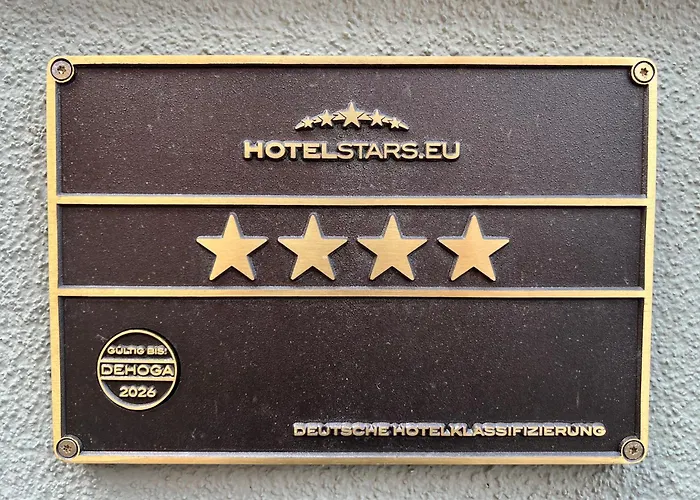 HOTELSTARS.EU
GÜLTIG BIS:
DEHOGA
2026
DEUTSCHE HOTELKLASSIFIZIERUNG